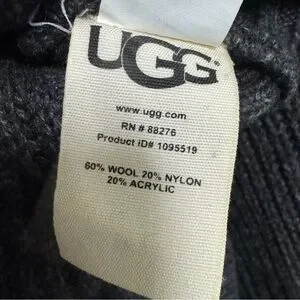 UGG
www.ugg.com
RN # 88276
Product ID# 1095519
60% WOOL 20% NYLON
20% ACRYLIC